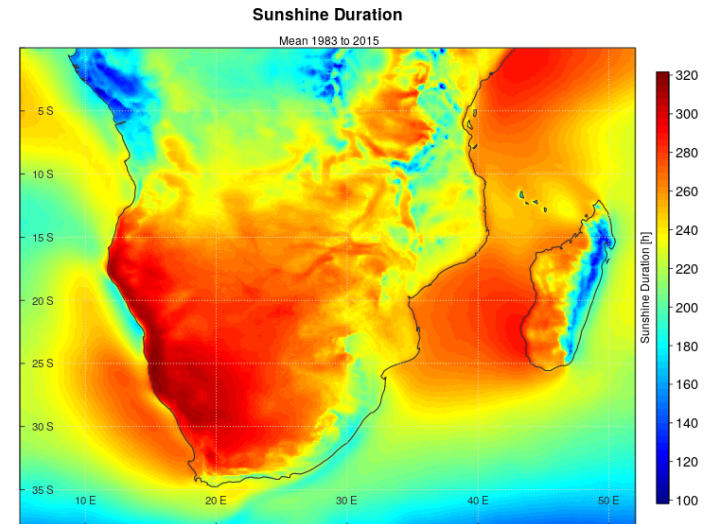 Sunshine Duration
Mean 1983 to 2015
5 S
10 S
15 S
20 S
25 S
30 S
35 S
10 E
20 E
30 E
40 E
50 E
320
300
280
260
240
220
200
180
160
140
120
100
Sunshine Duration [h]